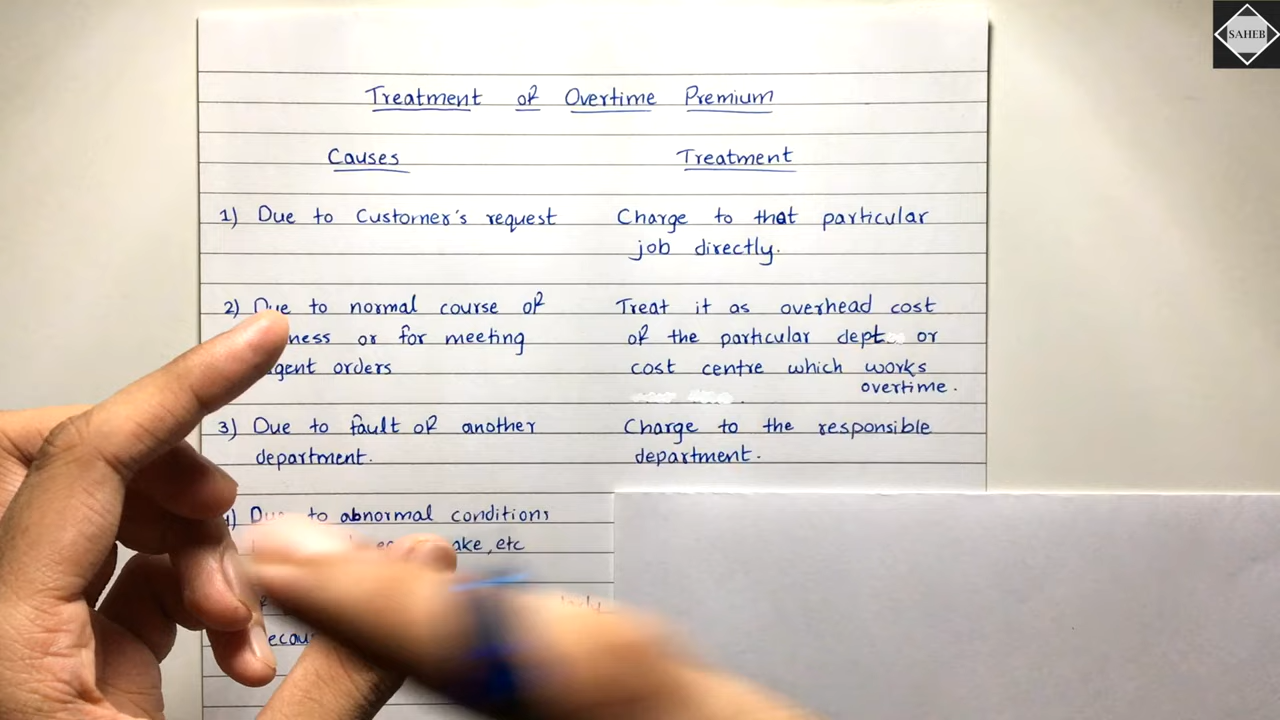 SAHEB
Treatment of Overtime Premium
Causes
Treatment
1) Due to Customer's request
Charge to that particular
job directly.
2) Due to normal course of
or for meeting
orders
Treat it as overhead cost
of the particular dept or
cost centre which works
overtime.
3) Due to fault of another
department.
Charge to the responsible
department.
Due to abnormal conditions
etc